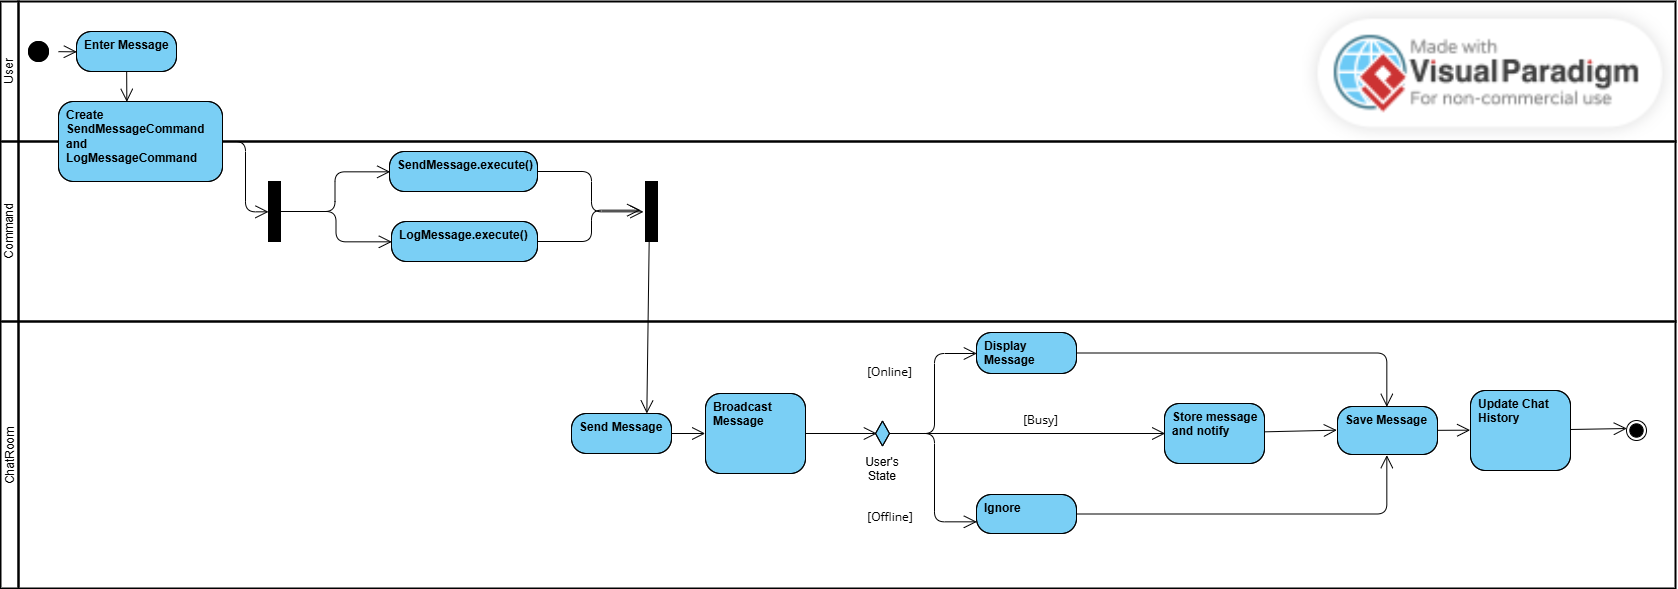 User
Enter Message
Create
SendMessageCommand
and
LogMessageCommand
Made with
Visual Paradigm
For non-commercial use
Command
SendMessage.execute()
LogMessage.execute()
ChatRoom
Send Message
Broadcast
Message
User's
State
[Online]
[Busy]
[Offline]
Display
Message
Store message
and notify
Ignore
Save Message
Update Chat
History